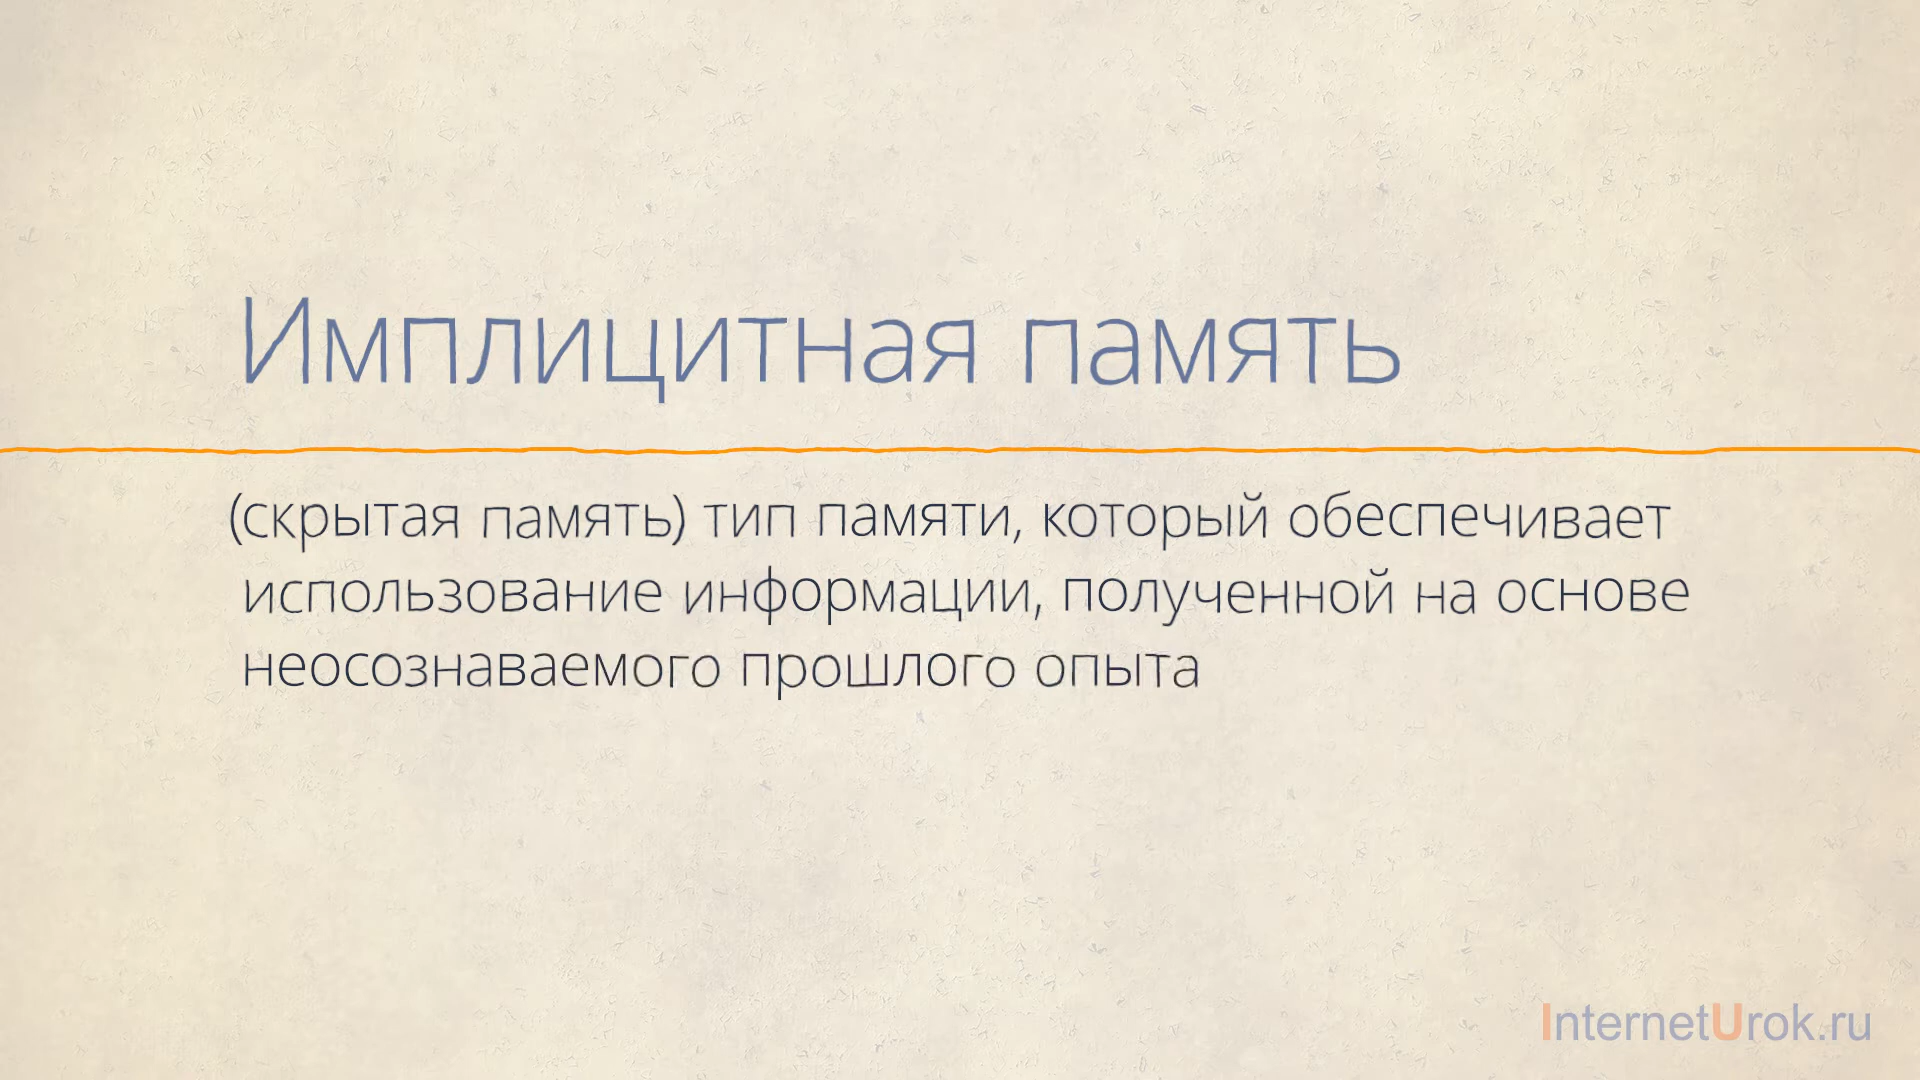 Имплицитная память
(скрытая память) тип памяти, который обеспечивает
использование информации, полученной на основе
неосознаваемого прошлого опыта
InternetUrok.ru